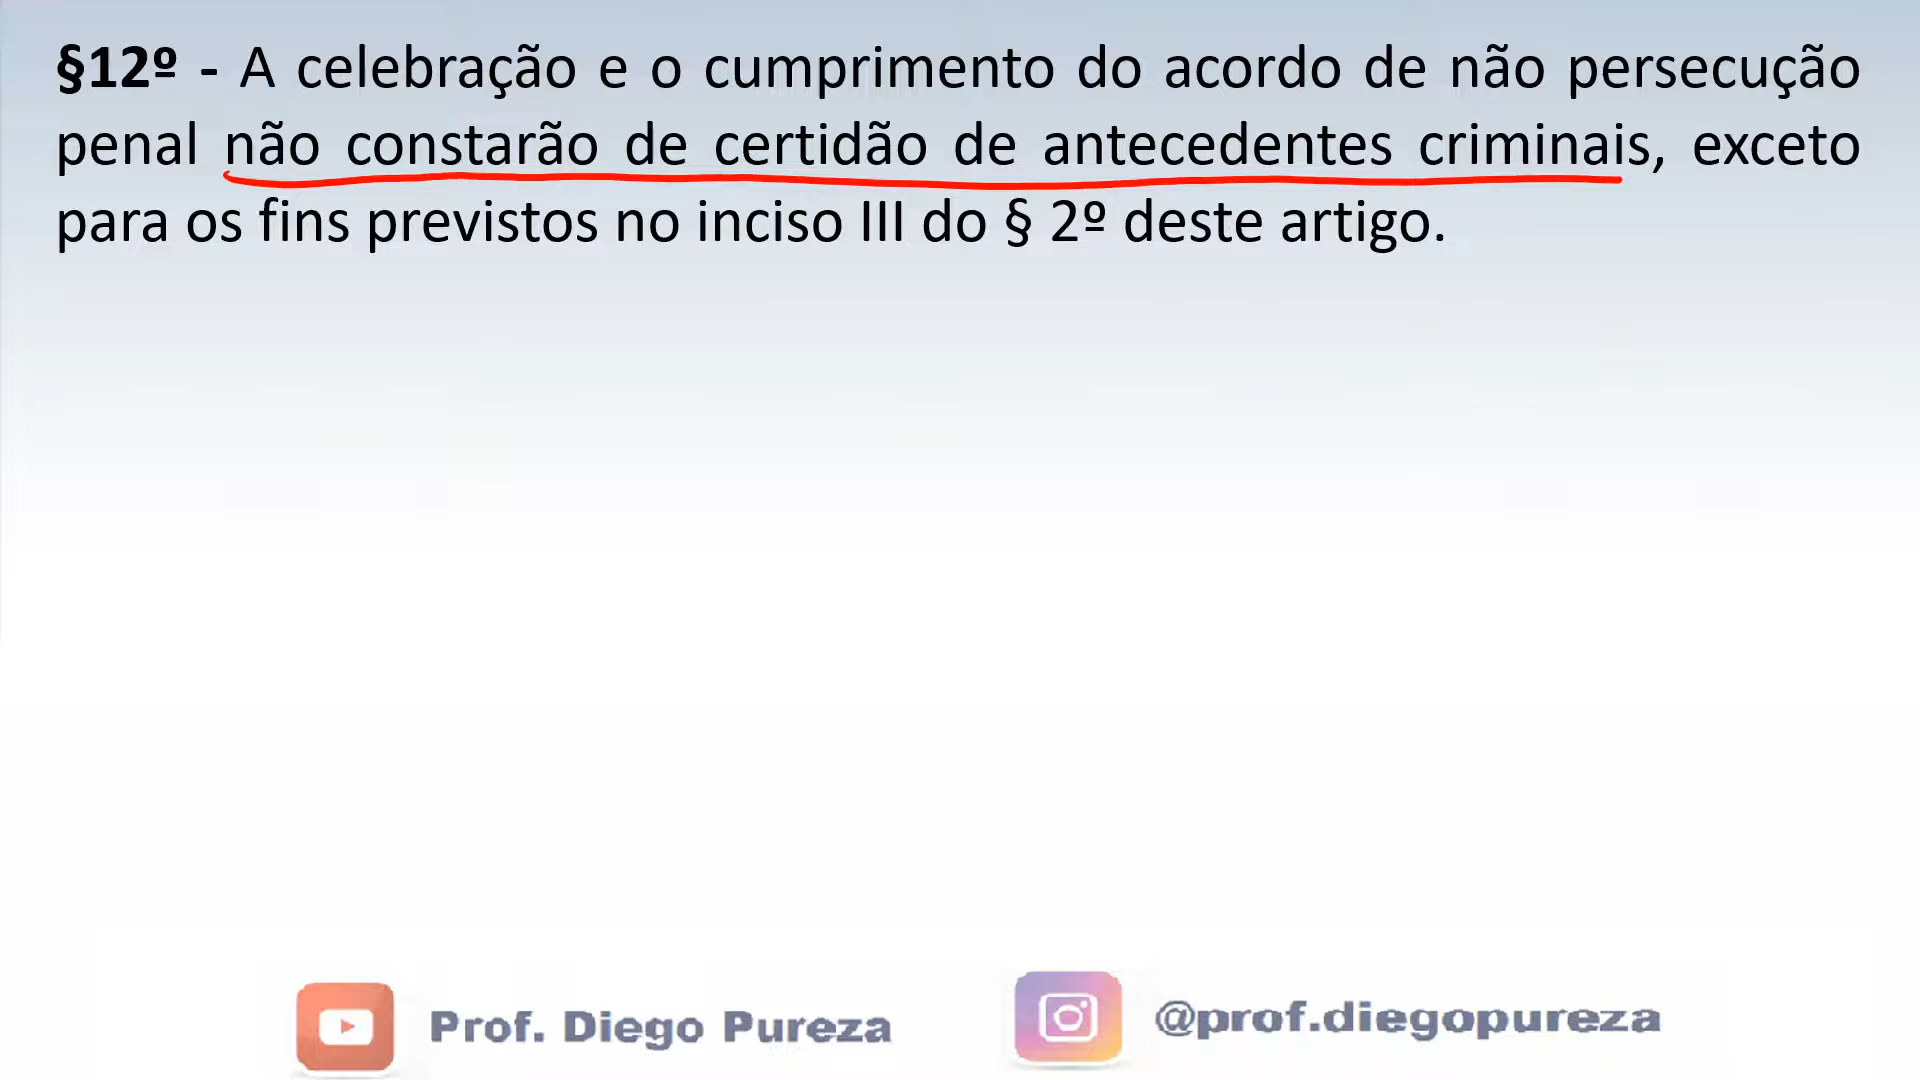 §12º - A celebração e o cumprimento do acordo de não persecução
penal não constarão de certidão de antecedentes criminais, exceto
para os fins previstos no inciso III do § 2º deste artigo.
Prof. Diego Pureza
@prof.diegopureza